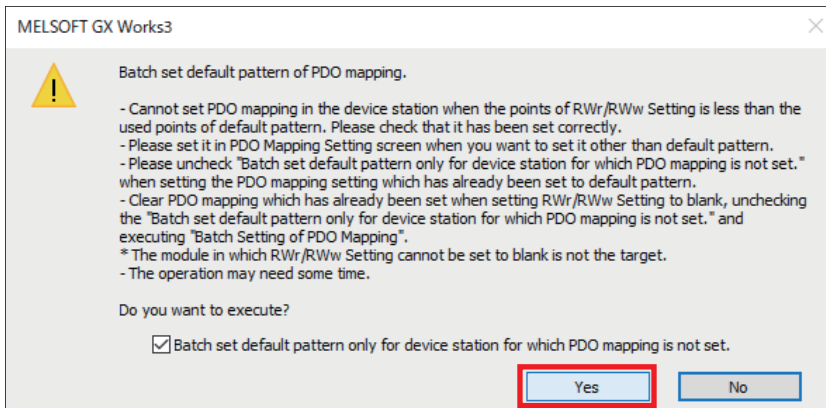 MELSOFT GX Works3
Batch set default pattern of PDO mapping.
- Cannot set PDO mapping in the device station when the points of RWr/RWw Setting is less than the
used points of default pattern. Please check that it has been set correctly.
- Please set it in PDO Mapping Setting screen when you want to set it other than default pattern.
- Please uncheck "Batch set default pattern only for device station for which PDO mapping is not set."
when setting the PDO mapping setting which has already been set to default pattern.
- Clear PDO mapping which has already been set when setting RWr/RWw Setting to blank, unchecking
the "Batch set default pattern only for device station for which PDO mapping is not set." and
executing "Batch Setting of PDO Mapping".
* The module in which RWr/RWw Setting cannot be set to blank is not the target.
- The operation may need some time.
Do you want to execute?
Batch set default pattern only for device station for which PDO mapping is not set.
Yes No